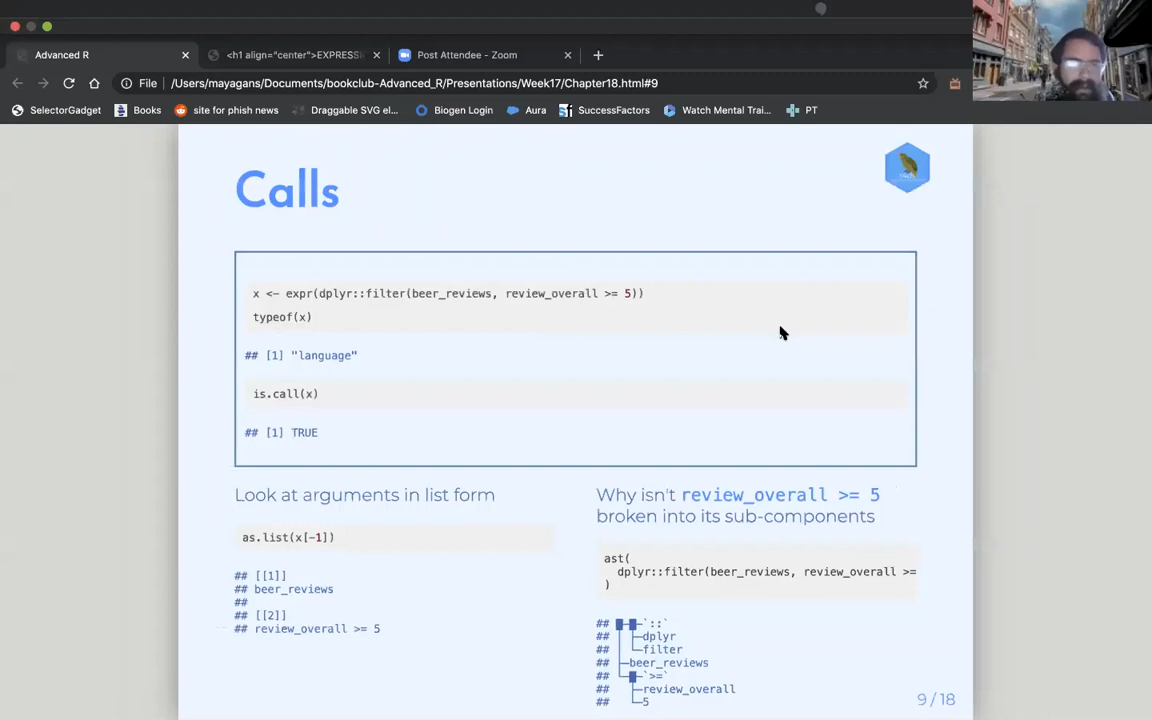 Advanced R
<h1 align="center">EXPRESSI
Post Attendee - Zoom
File
/Users/mayagans/Documents/bookclub-Advanced_R/Presentations/Week17/Chapter18.html#9
SelectorGadget
Books
site for phish news
Draggable SVG el...
Biogen Login
Aura
SuccessFactors
Watch Mental Trai...
PT
Calls
x <- expr(dplyr::filter(beer_reviews, review_overall >= 5))
typeof(x)
## [1] "language"
is.call(x)
## [1] TRUE
Look at arguments in list form
as.list(x[-1])
## [[1]]
## beer_reviews
##
## [[2]]
## review_overall >= 5
Why isn't review_overall >= 5
broken into its sub-components
ast(
dplyr::filter(beer_reviews, review_overall >=
)
## █─█─`::`
## │ ├─dplyr
## │ └─filter
## ├─beer_reviews
## └─█─`>=`
## ├─review_overall
## └─5
9 / 18